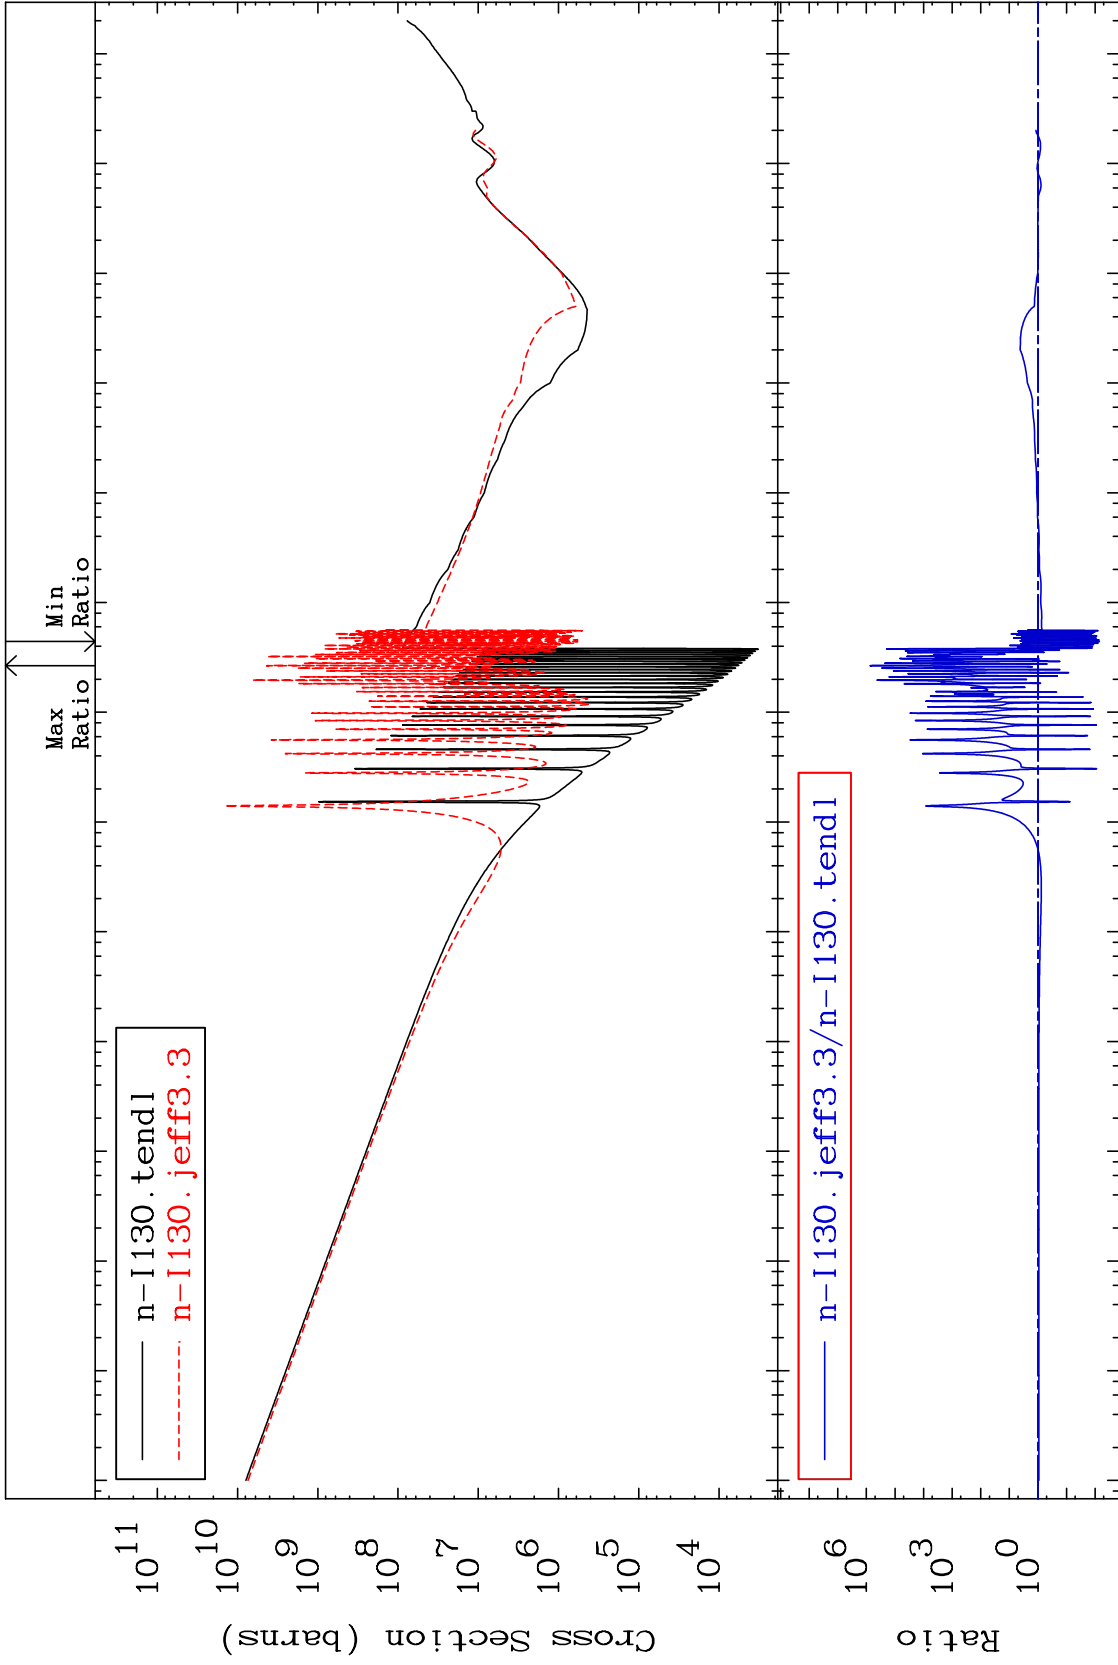 Max
Ratio
Min
Ratio
n-I130.tendl
n-I130.jeff3.3
10 11
10 10
10 9
10 8
10 7
10 6
10 5
10 4
Cross Section (barns)
n-I130.jeff3.3/n-I130.tendl
10 6
10 3
10 0
Ratio